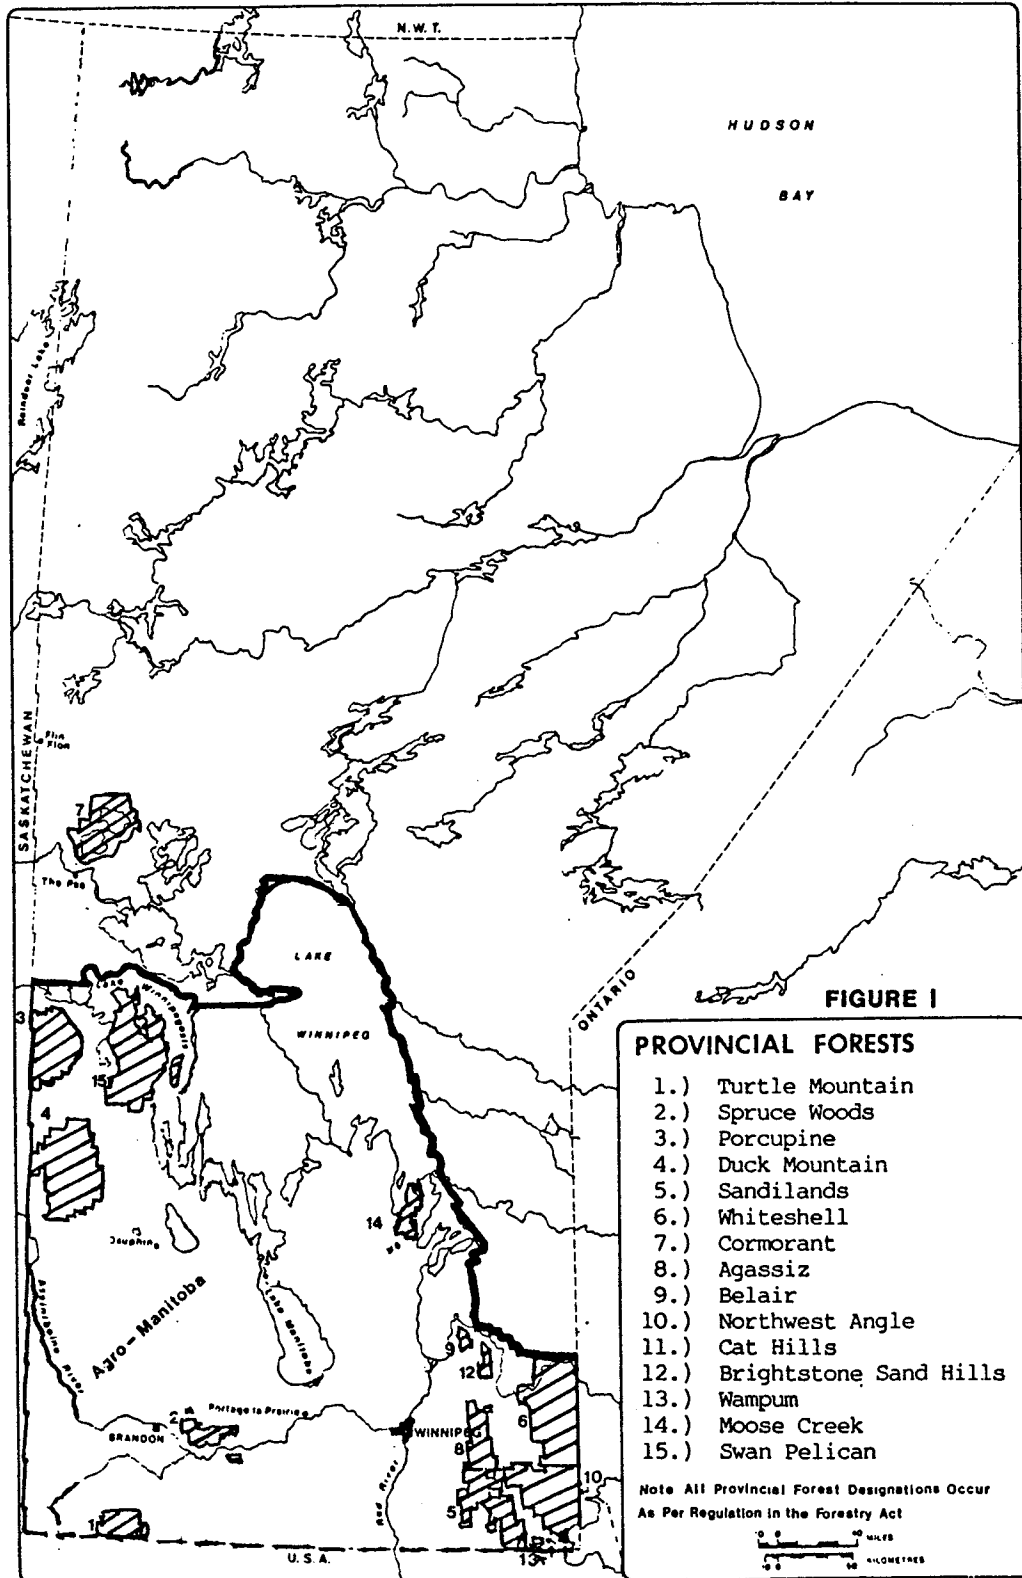 N.W.T.
HUDSON
BAY
Reindeer Lake
SASKATCHEWAN
Flin
Flon
7
The Pas
LAKE
WINNIPEG
Lake Winnipegosis
ONTARIO
3
15
4
14
Dauphin
Agro-Manitoba
Assiniboine River
Lake Manitoba
9
12
2
Portage la Prairie
BRANDON
WINNIPEG
6
8
10
Red River
5
1
13
U.S.A.
FIGURE I
PROVINCIAL FORESTS
1.) Turtle Mountain
2.) Spruce Woods
3.) Porcupine
4.) Duck Mountain
5.) Sandilands
6.) Whiteshell
7.) Cormorant
8.) Agassiz
9.) Belair
10.) Northwest Angle
11.) Cat Hills
12.) Brightstone Sand Hills
13.) Wampum
14.) Moose Creek
15.) Swan Pelican
Note All Provincial Forest Designations Occur
As Per Regulation in the Forestry Act
MILES
KILOMETRES